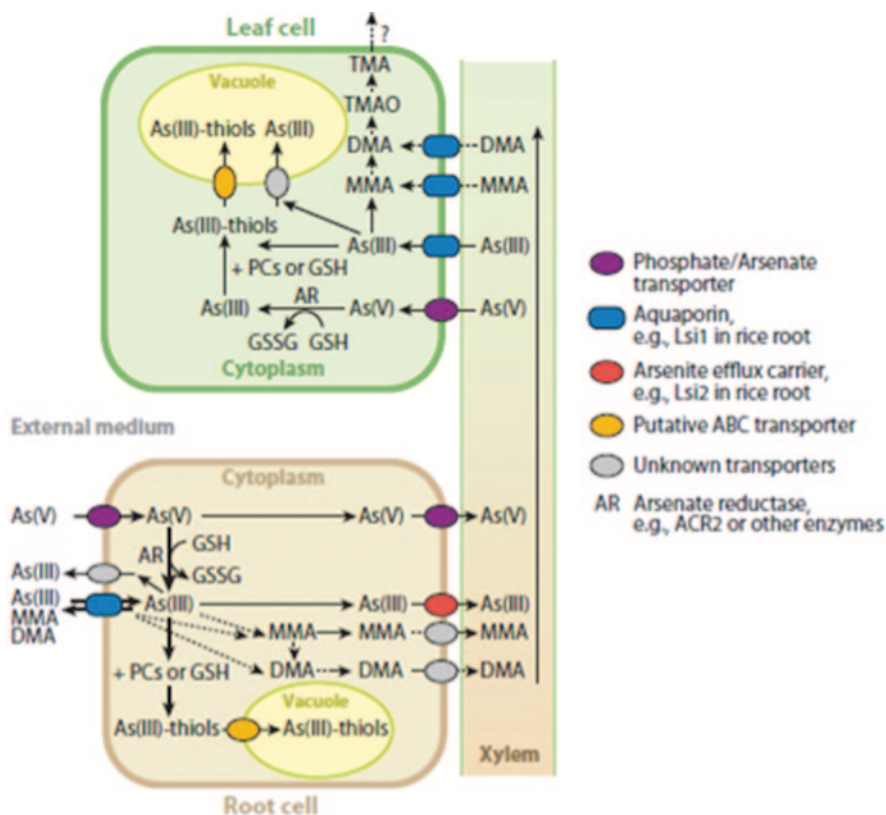 Leaf cell
?
TMA
Vacuole
TMAO
As(III)-thiols As(III)
DMA DMA
MMA MMA
As(III)-thiols
As(III) As(III)
+ PCs or GSH
AR
As(III) As(V) As(V)
GSSG GSH
Cytoplasm
Phosphate/Arsenate
transporter
Aquaporin,
e.g., Lsi1 in rice root
Arsenite efflux carrier,
e.g., Lsi2 in rice root
Putative ABC transporter
Unknown transporters
AR Arsenate reductase,
e.g., ACR2 or other enzymes
External medium
Cytoplasm
As(V) As(V) As(V) As(V)
GSH
AR
As(III) GSSG
As(III) As(III) As(III) As(III)
MMA MMA MMA MMA
DMA
DMA DMA DMA
+ PCs or GSH
Vacuole
As(III)-thiols As(III)-thiols
Xylem
Root cell